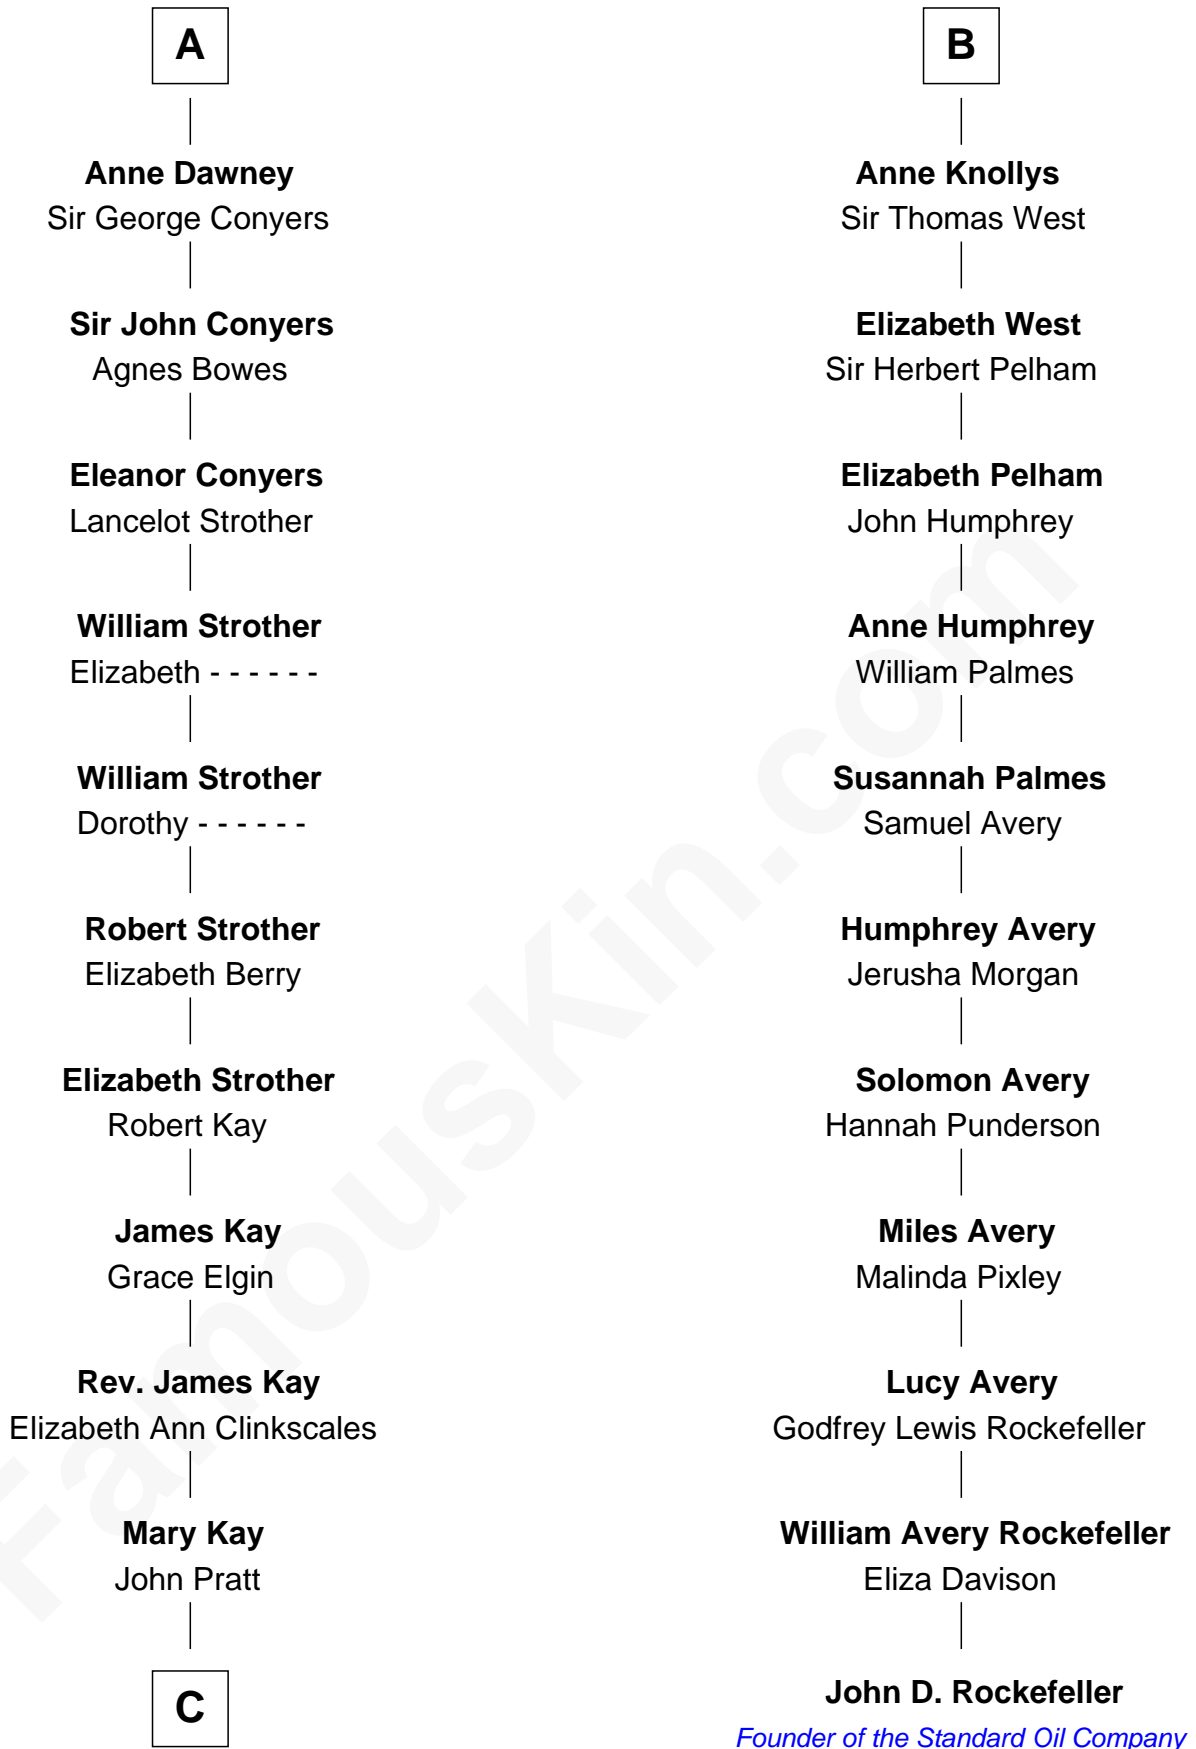 A
Anne Dawney
Sir George Conyers
Sir John Conyers
Agnes Bowes
Eleanor Conyers
Lancelot Strother
William Strother
Elizabeth - - - - - -
William Strother
Dorothy - - - - - -
Robert Strother
Elizabeth Berry
Elizabeth Strother
Robert Kay
James Kay
Grace Elgin
Rev. James Kay
Elizabeth Ann Clinkscales
Mary Kay
John Pratt
C
B
Anne Knollys
Sir Thomas West
Elizabeth West
Sir Herbert Pelham
Elizabeth Pelham
John Humphrey
Anne Humphrey
William Palmes
Susannah Palmes
Samuel Avery
Humphrey Avery
Jerusha Morgan
Solomon Avery
Hannah Punderson
Miles Avery
Malinda Pixley
Lucy Avery
Godfrey Lewis Rockefeller
William Avery Rockefeller
Eliza Davison
John D. Rockefeller
Founder of the Standard Oil Company
FamousKin.com